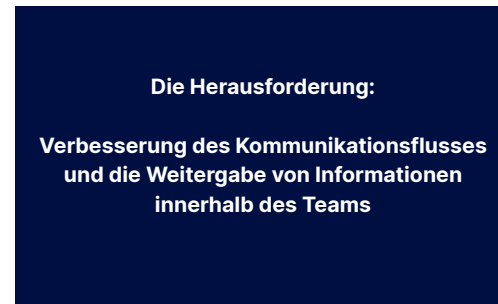 Die Herausforderung:
Verbesserung des Kommunikationsflusses
und die Weitergabe von Informationen
innerhalb des Teams